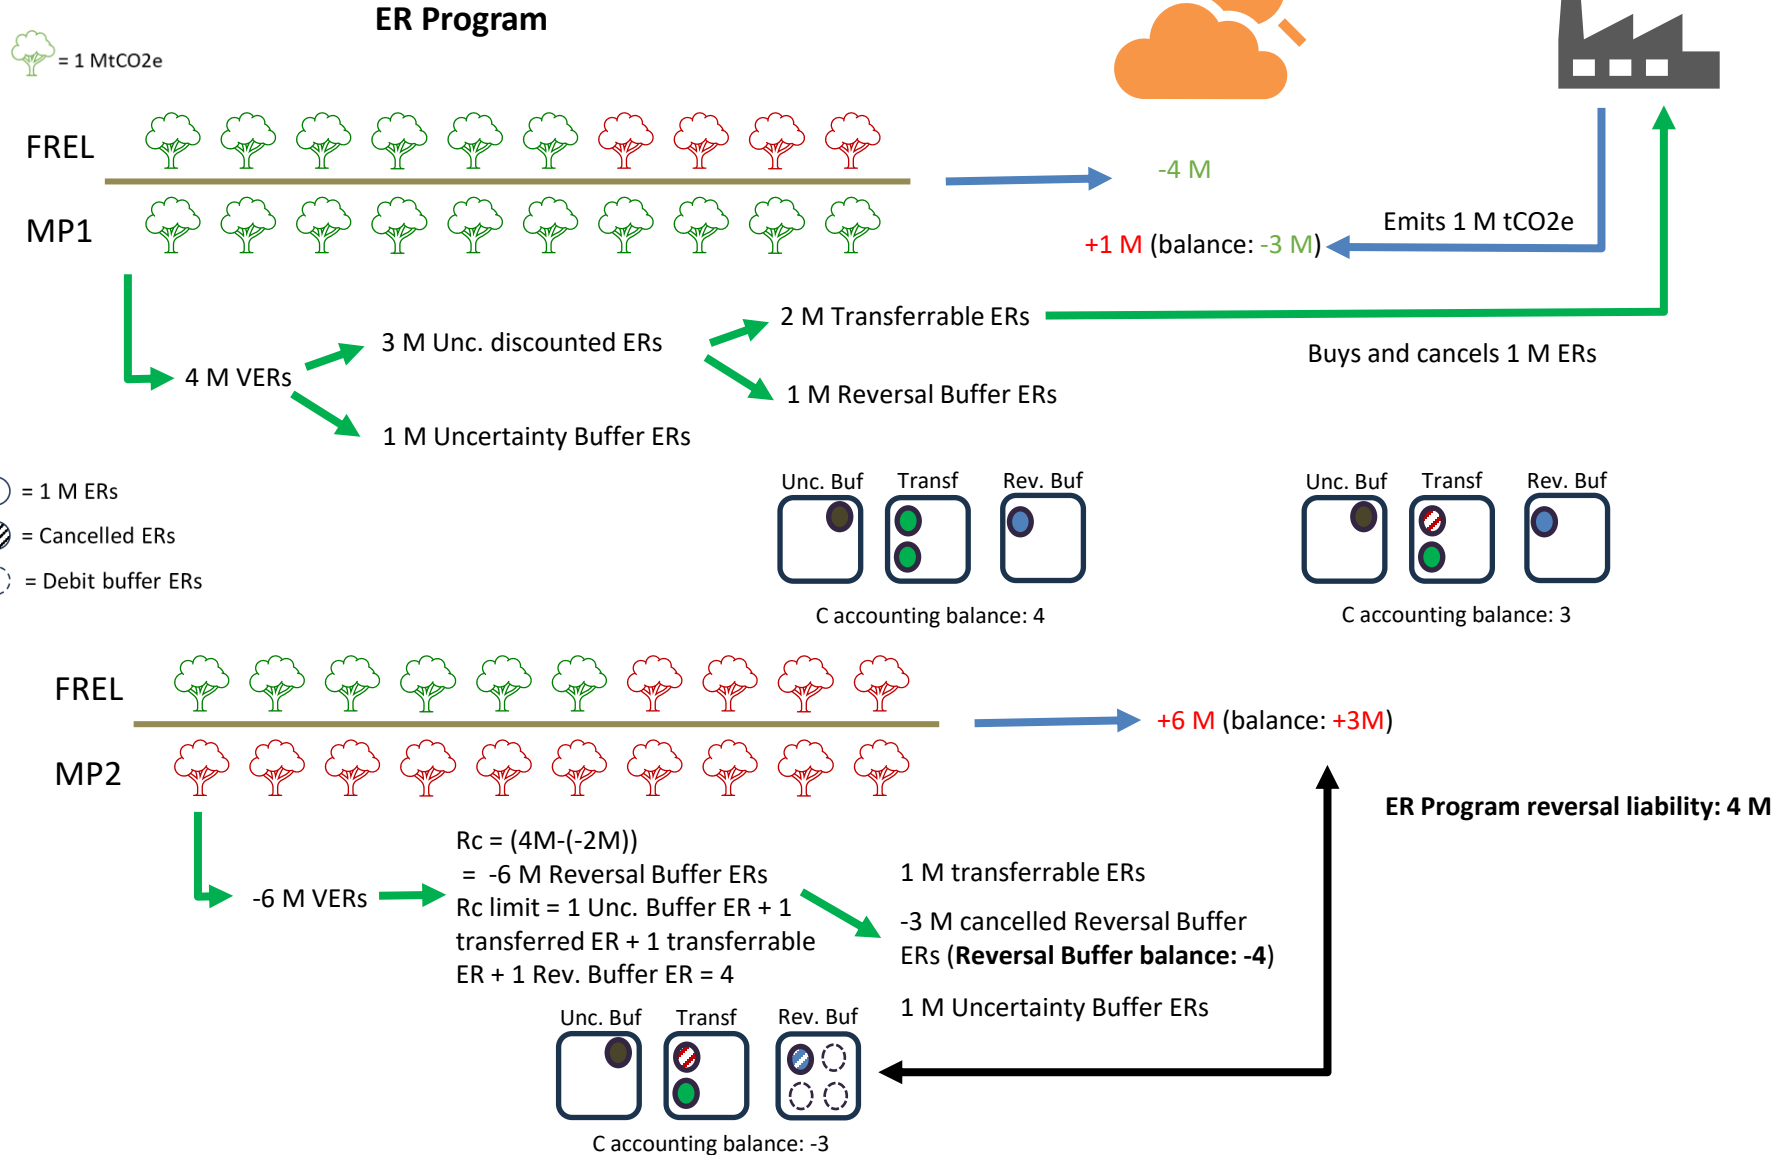 ER Program
= 1 MtCO2e
FREL
MP1
-4 M
Emits 1 M tCO2e
+1 M (balance: -3 M)
2 M Transferrable ERs
3 M Unc. discounted ERs
Buys and cancels 1 M ERs
4 M VERs
1 M Reversal Buffer ERs
1 M Uncertainty Buffer ERs
= 1 M ERs
= Cancelled ERs
= Debit buffer ERs
Unc. Buf Transf Rev. Buf
C accounting balance: 4
Unc. Buf Transf Rev. Buf
C accounting balance: 3
FREL
MP2
+6 M (balance: +3M)
ER Program reversal liability: 4 M
-6 M VERs
Rc = (4M-(-2M))
= -6 M Reversal Buffer ERs
Rc limit = 1 Unc. Buffer ER + 1
transferred ER + 1 transferrable
ER + 1 Rev. Buffer ER = 4
1 M transferrable ERs
-3 M cancelled Reversal Buffer
ERs (Reversal Buffer balance: -4)
1 M Uncertainty Buffer ERs
Unc. Buf Transf Rev. Buf
C accounting balance: -3